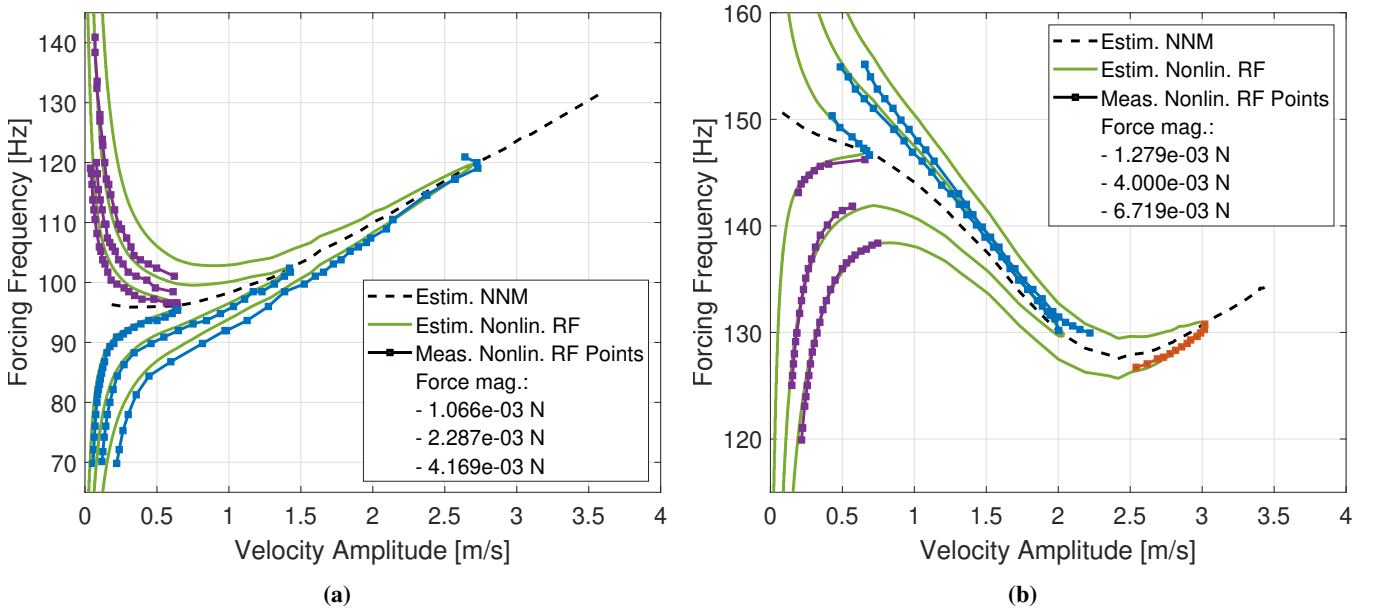 140
130
120
110
100
90
80
70
Forcing Frequency [Hz]
Estim. NNM
Estim. Nonlin. RF
Meas. Nonlin. RF Points
Force mag.:
- 1.066e-03 N
- 2.287e-03 N
- 4.169e-03 N
0 0.5 1 1.5 2 2.5 3 3.5 4
Velocity Amplitude [m/s]
(a)
160
150
140
130
120
Forcing Frequency [Hz]
Estim. NNM
Estim. Nonlin. RF
Meas. Nonlin. RF Points
Force mag.:
- 1.279e-03 N
- 4.000e-03 N
- 6.719e-03 N
0 0.5 1 1.5 2 2.5 3 3.5 4
Velocity Amplitude [m/s]
(b)